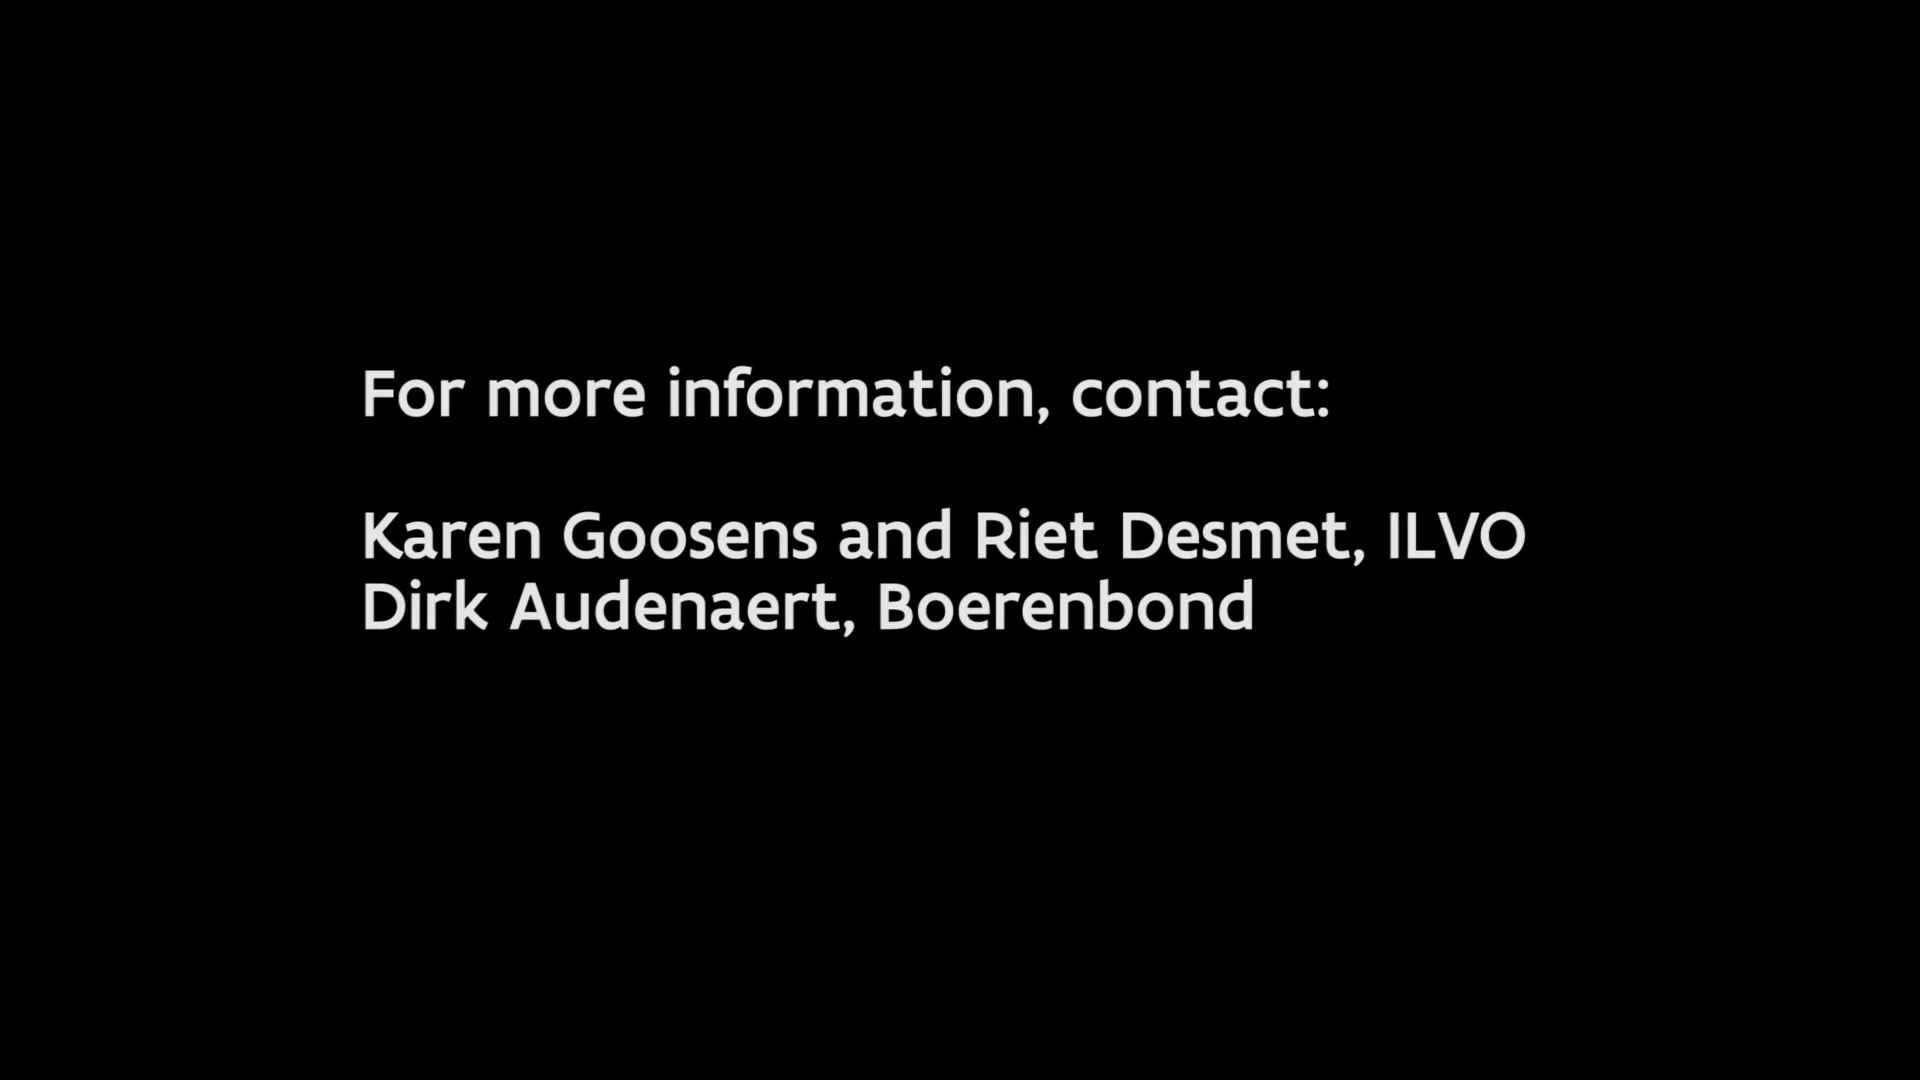 For more information, contact:
Karen Goosens and Riet Desmet, ILVO
Dirk Audenaert, Boerenbond